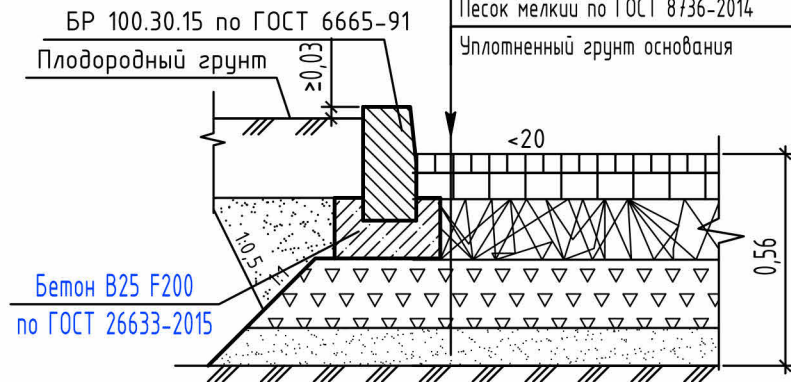 БР 100.30.15 по ГОСТ 6665-91
Песок мелкий по ГОСТ 8736-2014
Плодородный грунт
Уплотненный грунт основания
≥0,03
<20
1:0,5
0,56
Бетон В25 F200
по ГОСТ 26633-2015